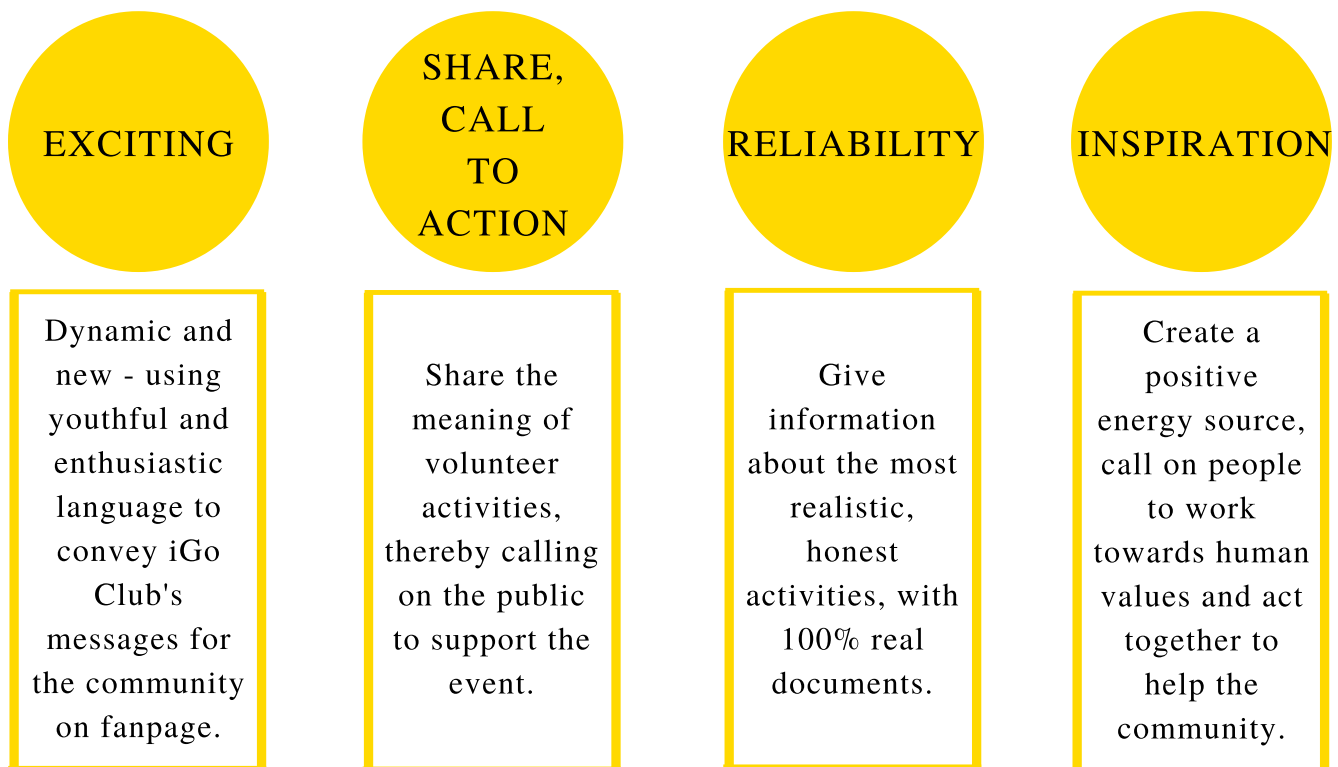 EXCITING
SHARE,
CALL
TO
ACTION
RELIABILITY
INSPIRATION
Dynamic and
new - using
youthful and
enthusiastic
language to
convey iGo
Club's
messages for
the community
on fanpage.
Share the
meaning of
volunteer
activities,
thereby calling
on the public
to support the
event.
Give
information
about the most
realistic,
honest
activities, with
100% real
documents.
Create a
positive
energy source,
call on people
to work
towards human
values and act
together to
help the
community.